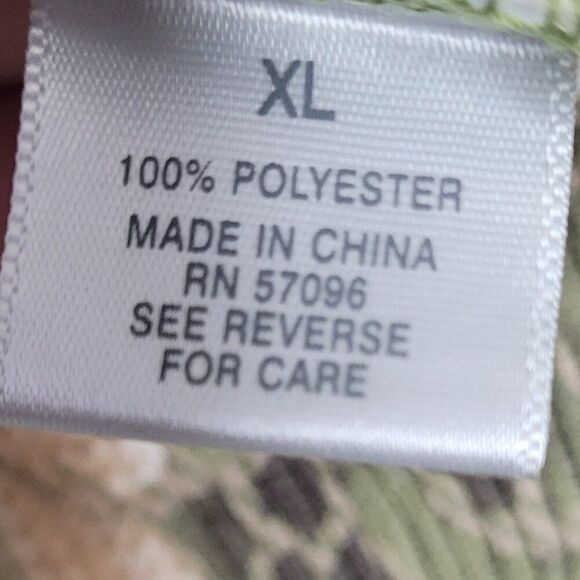 XL
100% POLYESTER
MADE IN CHINA
RN 57096
SEE REVERSE
FOR CARE